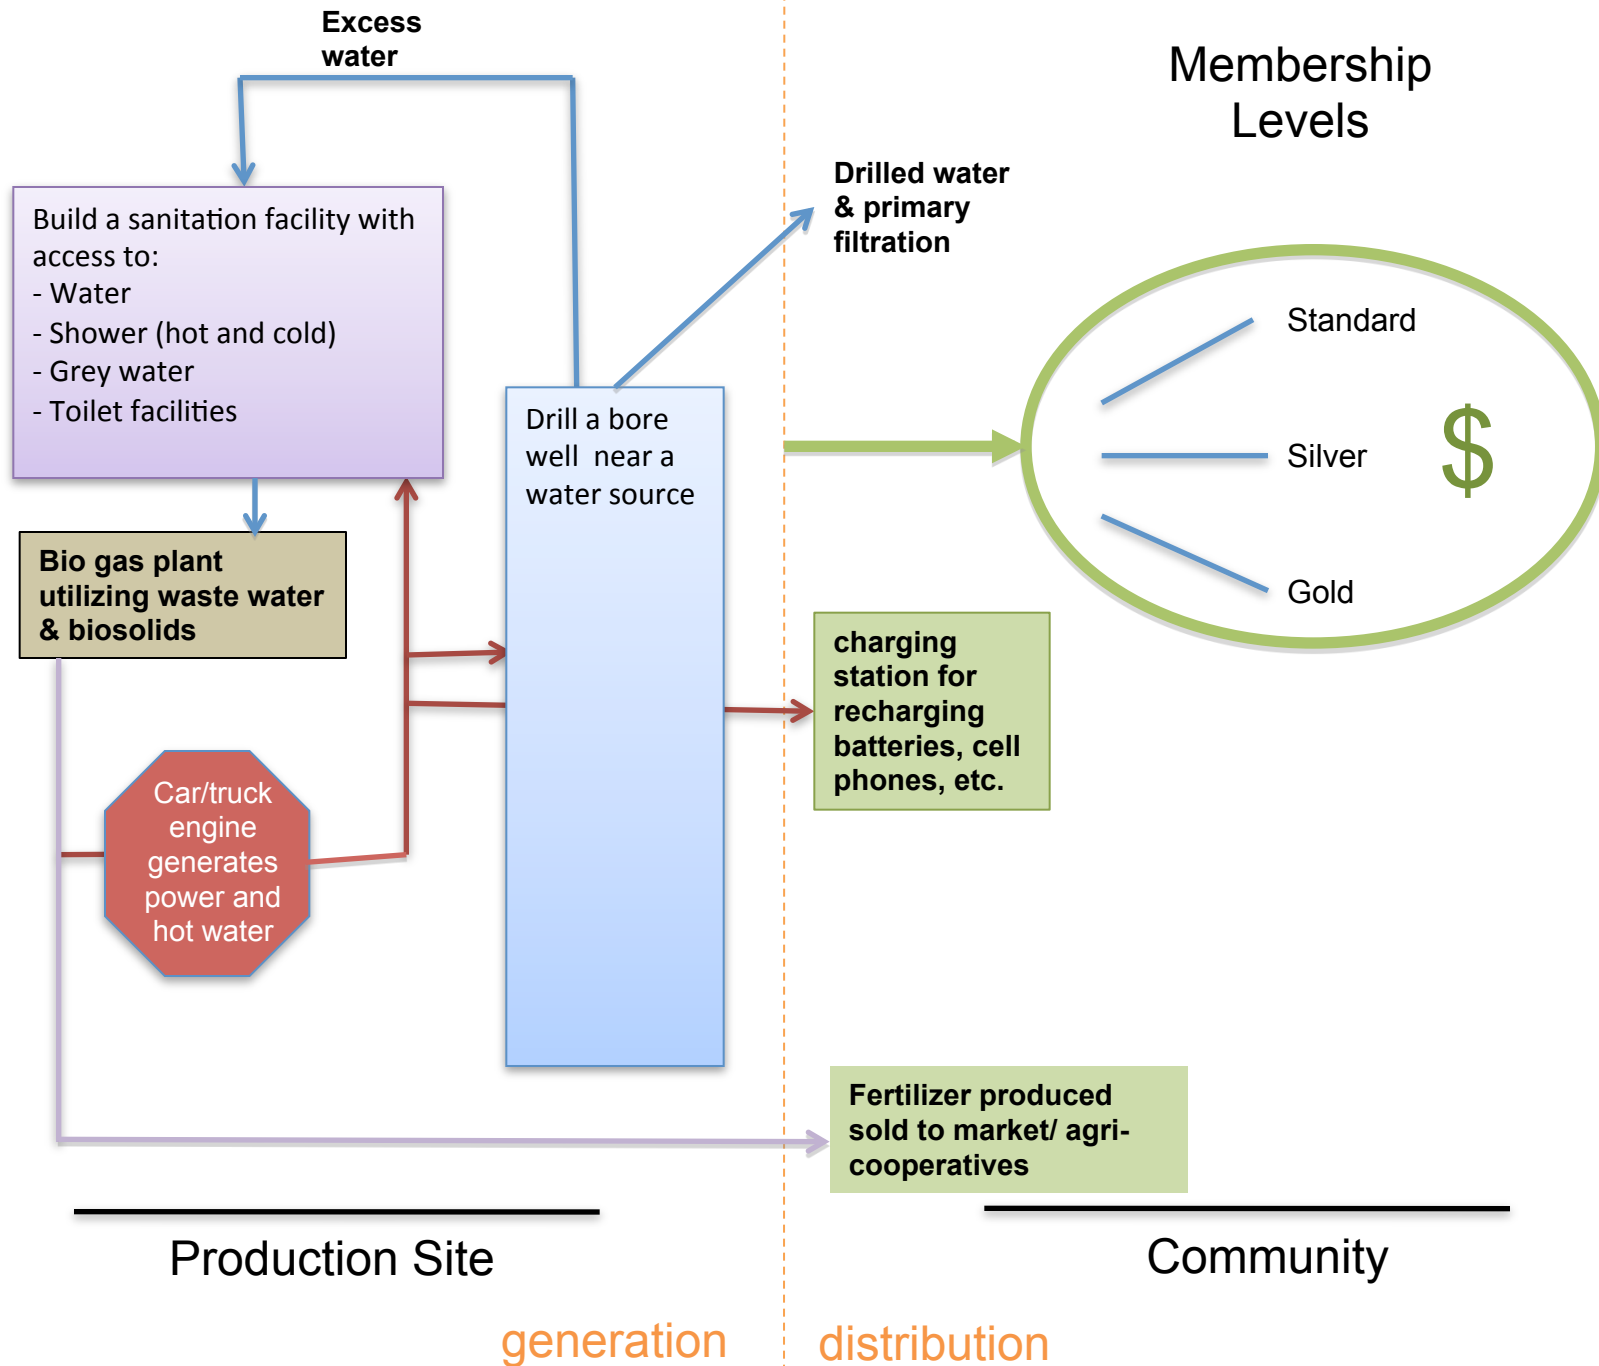 Excess
water
Membership
Levels
Drilled water
& primary
filtration
Build a sanitation facility with
access to:
- Water
- Shower (hot and cold)
- Grey water
- Toilet facilities
Drill a bore
well  near a
water source
Standard
Silver
$
Gold
Bio gas plant
utilizing waste water
& biosolids
charging
station for
recharging
batteries, cell
phones, etc.
Car/truck
engine
generates
power and
hot water
Fertilizer produced
sold to market/ agri-
cooperatives
Production Site
Community
generation
distribution